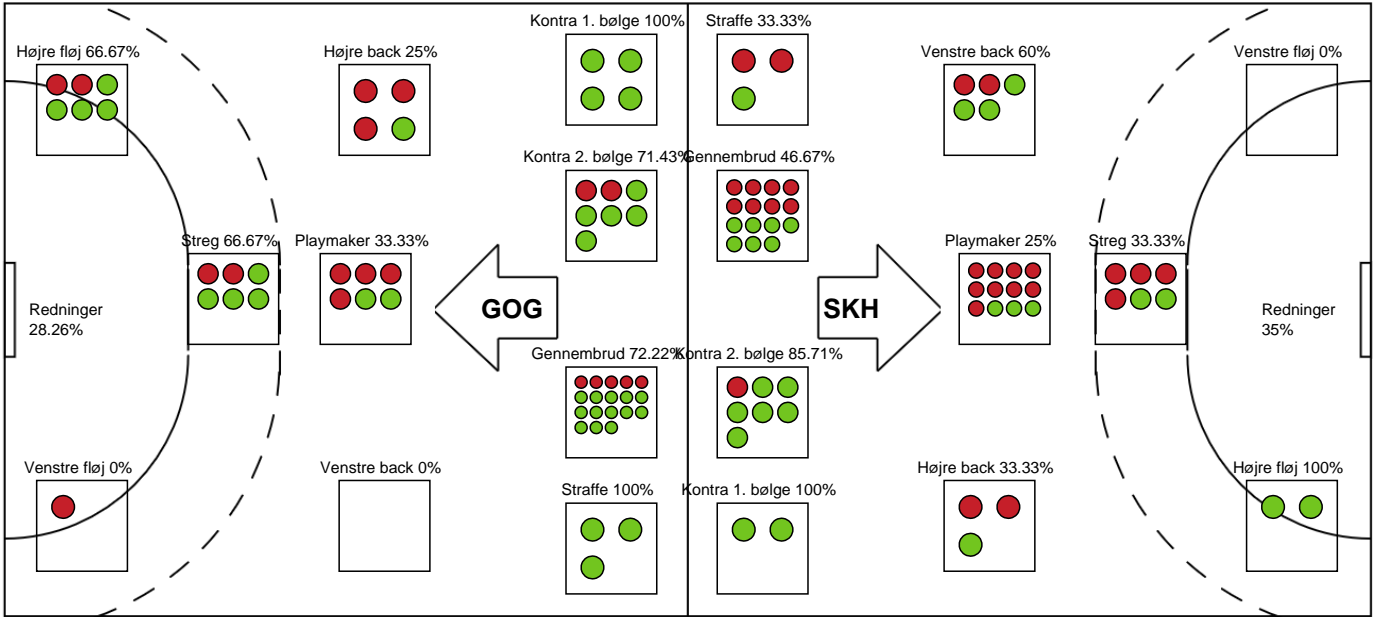 Kontra 1. bølge 100%
Straffe 33.33%
Højre fløj 66.67%
Højre back 25%
Venstre back 60%
Venstre fløj 0%
Kontra 2. bølge 71.43%
Gennembrud 46.67%
Streg 66.67%
Playmaker 33.33%
Playmaker 25%
Streg 33.33%
Redninger
28.26%
GOG
SKH
Redninger
35%
Gennembrud 72.22%
Kontra 2. bølge 85.71%
Venstre fløj 0%
Venstre back 0%
Højre back 33.33%
Højre fløj 100%
Straffe 100%
Kontra 1. bølge 100%